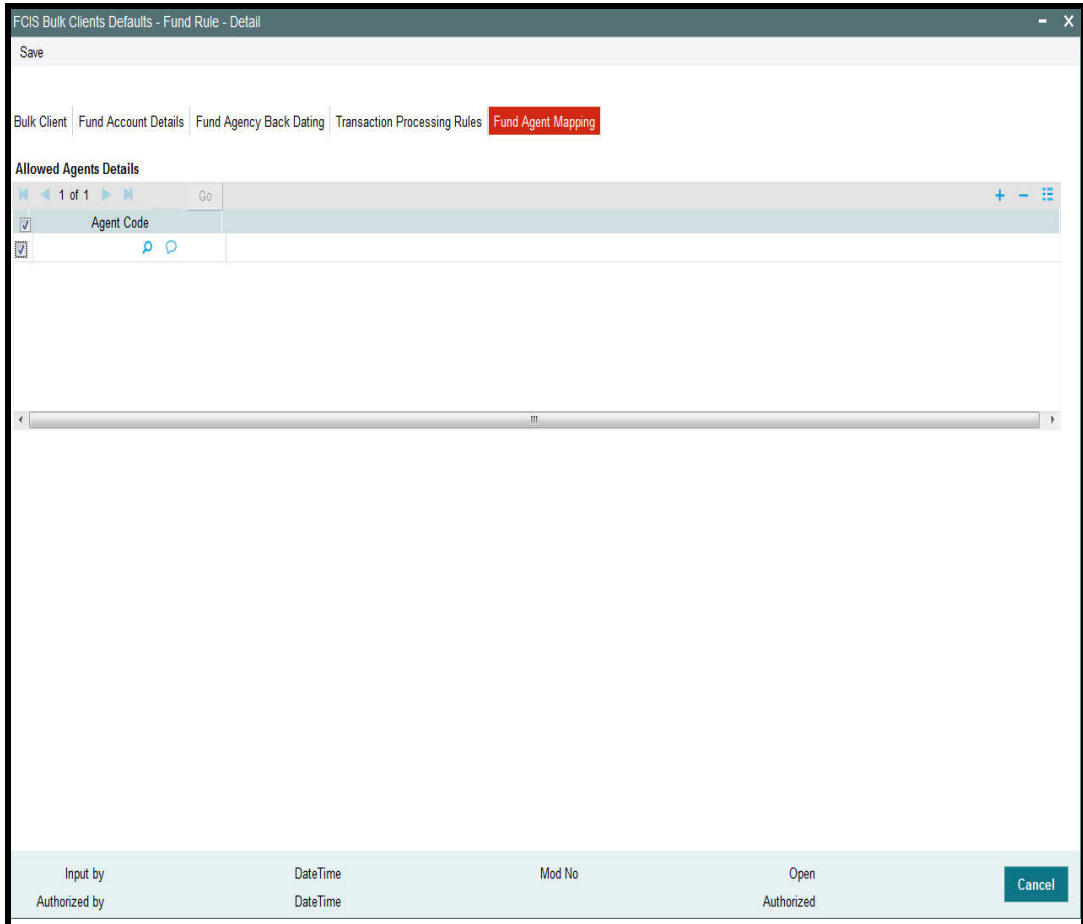 FCIS Bulk Clients Defaults - Fund Rule - Detail
Save
Bulk Client Fund Account Details Fund Agency Back Dating Transaction Processing Rules Fund Agent Mapping
Allowed Agents Details
1 of 1 Go
Agent Code
Input by DateTime Mod No Open
Cancel
Authorized by DateTime Authorized